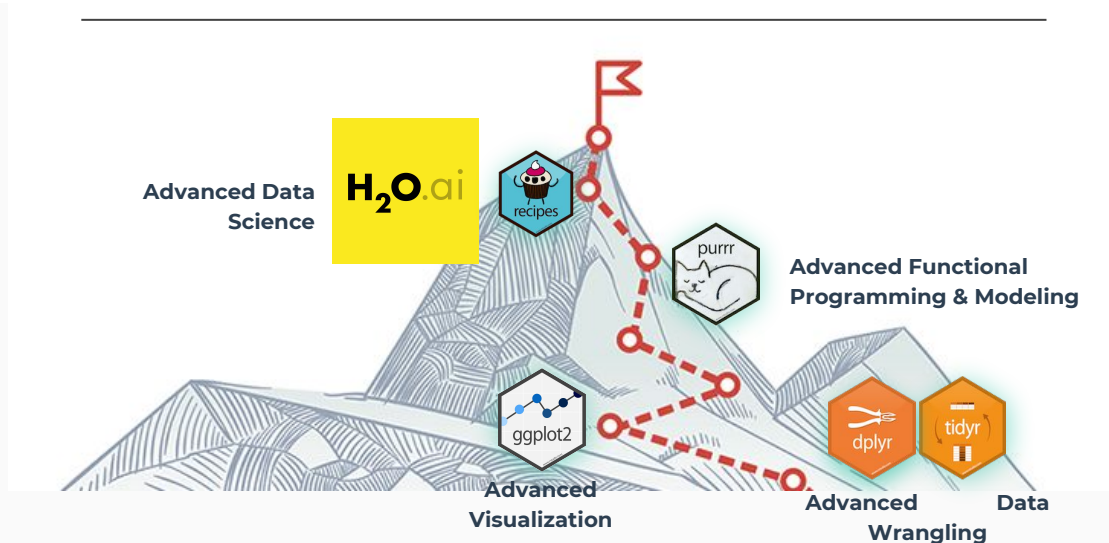 Advanced Data
Science
H2O.ai
recipes
purrr
Advanced Functional
Programming & Modeling
ggplot2
Advanced
Visualization
dplyr
tidyr
Advanced Data
Wrangling